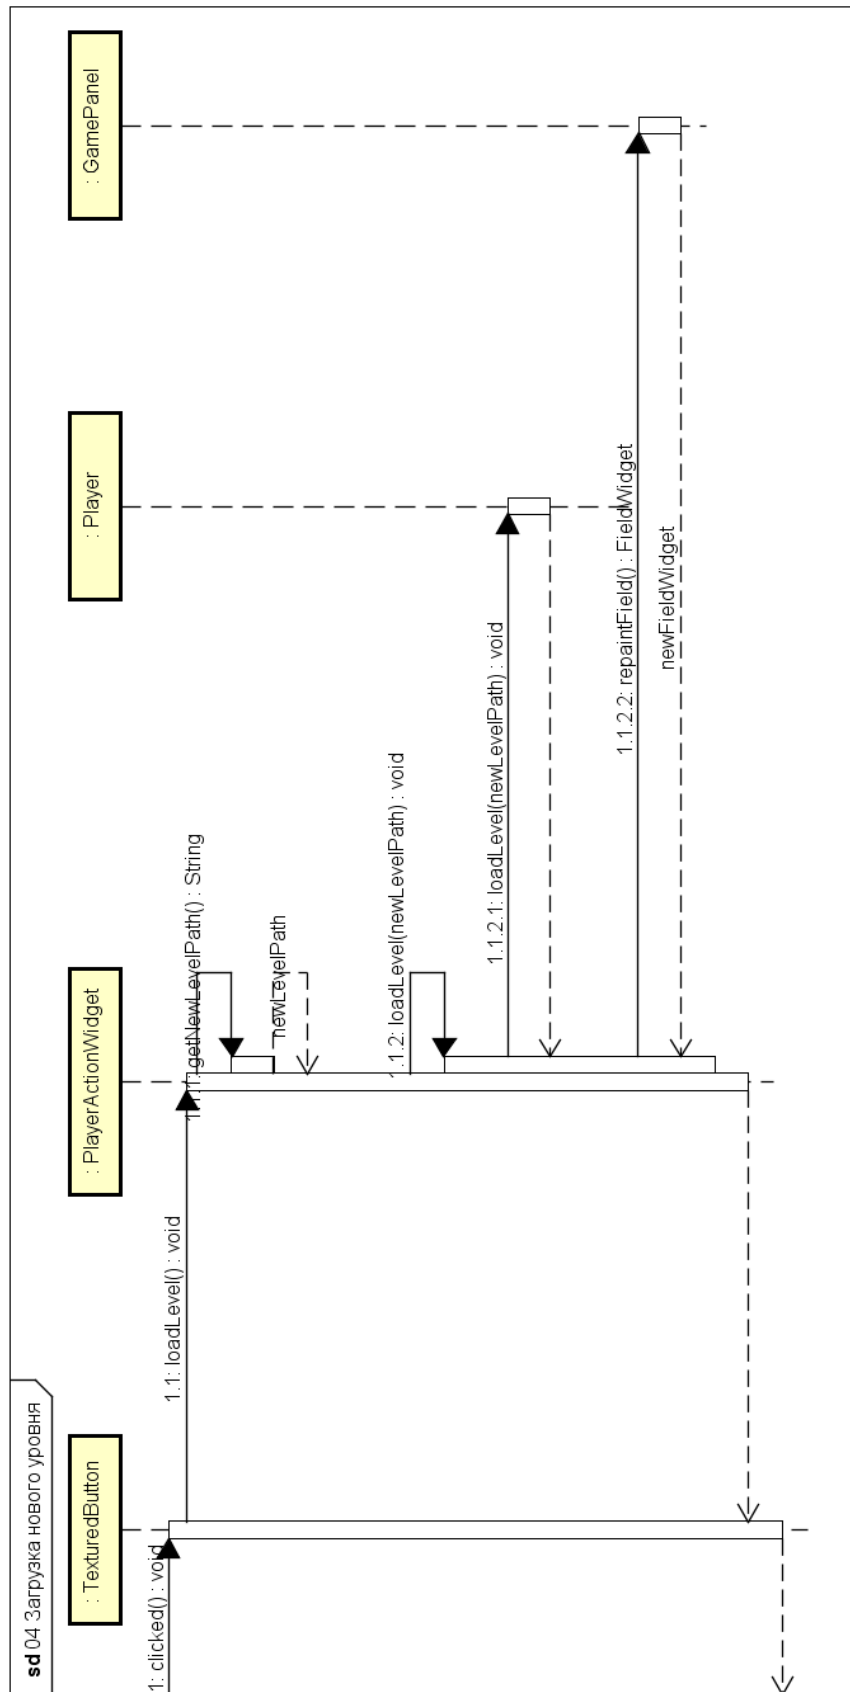 sd 04 Загрузка нового уровня
: TexturedButton
: PlayerActionWidget
: Player
: GamePanel
1: clicked() : void
1.1: loadLevel() : void
1.1.1: getNewLevelPath() : String
newLevelPath
1.1.2: loadLevel(newLevelPath) : void
1.1.2.1: loadLevel(newLevelPath) : void
1.1.2.2: repaintField() : FieldWidget
newFieldWidget